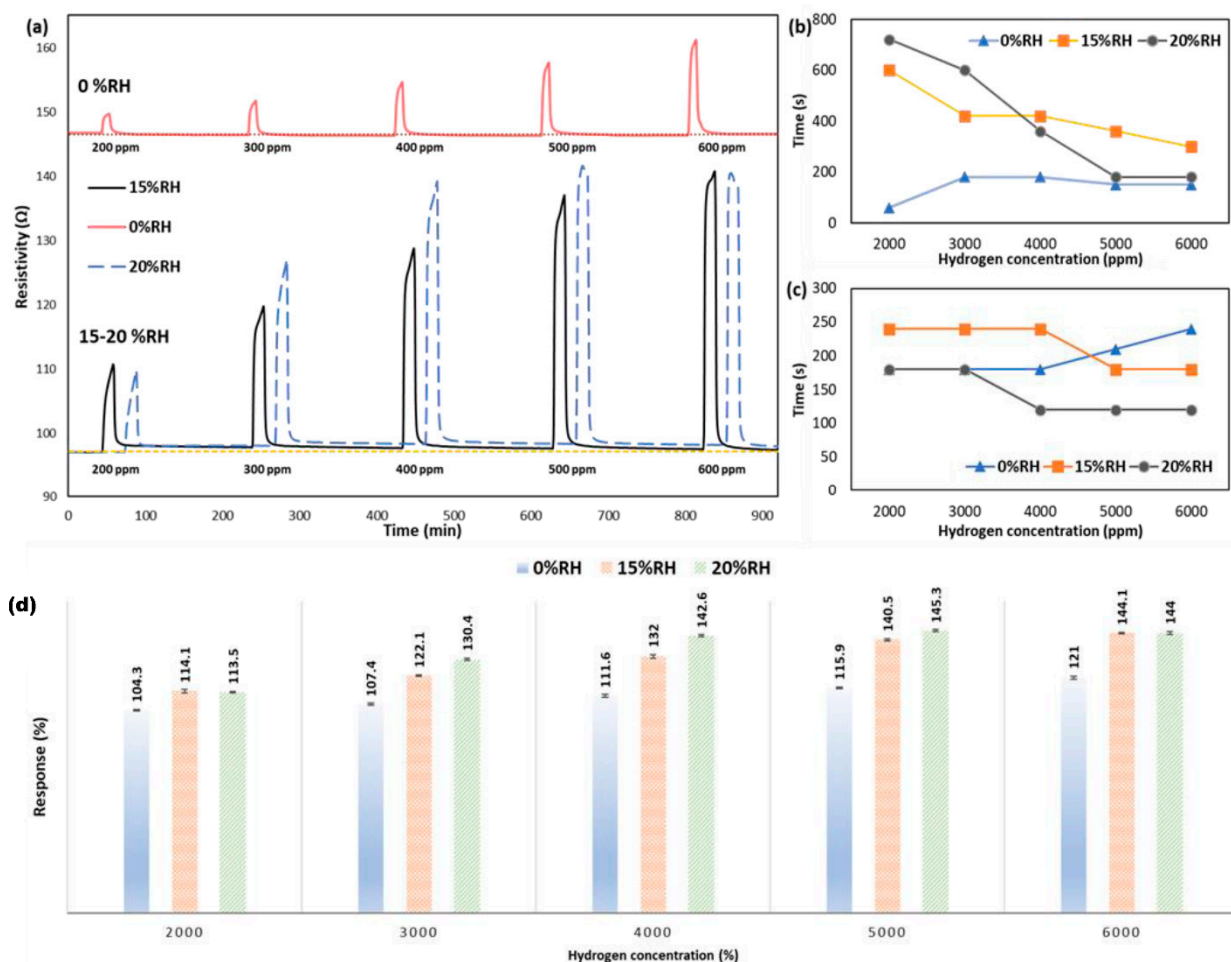 (a)
160
150
140
130
120
110
100
90
Resistivity (Ω)
0 %RH
200 ppm 300 ppm 400 ppm 500 ppm 600 ppm
15%RH
0%RH
20%RH
15-20 %RH
200 ppm 300 ppm 400 ppm 500 ppm 600 ppm
0 100 200 300 400 500 600 700 800 900
Time (min)
(b)
800
600
400
200
0
Time (s)
0%RH 15%RH 20%RH
2000 3000 4000 5000 6000
Hydrogen concentration (ppm)
(c)
300
250
200
150
100
50
0
Time (s)
0%RH 15%RH 20%RH
2000 3000 4000 5000 6000
Hydrogen concentration (ppm)
(d)
0%RH 15%RH 20%RH
Response (%)
104.3 114.1 113.5 107.4 122.1 130.4 111.6 132 142.6 115.9 140.5 145.3 121 144.1 144
2000 3000 4000 5000 6000
Hydrogen concentration (%)